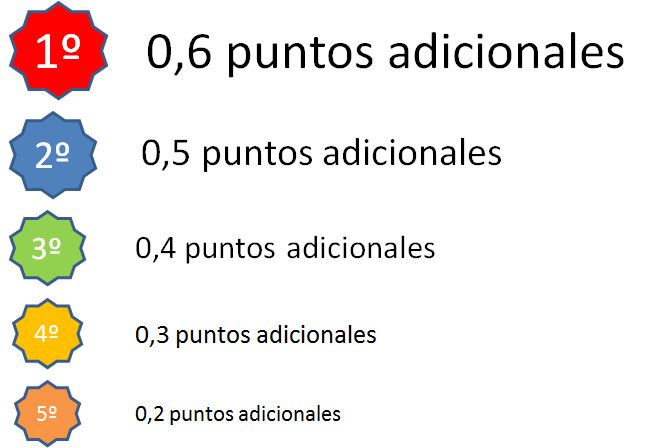 1º 0,6 puntos adicionales
2º 0,5 puntos adicionales
3º 0,4 puntos adicionales
4º 0,3 puntos adicionales
5º 0,2 puntos adicionales